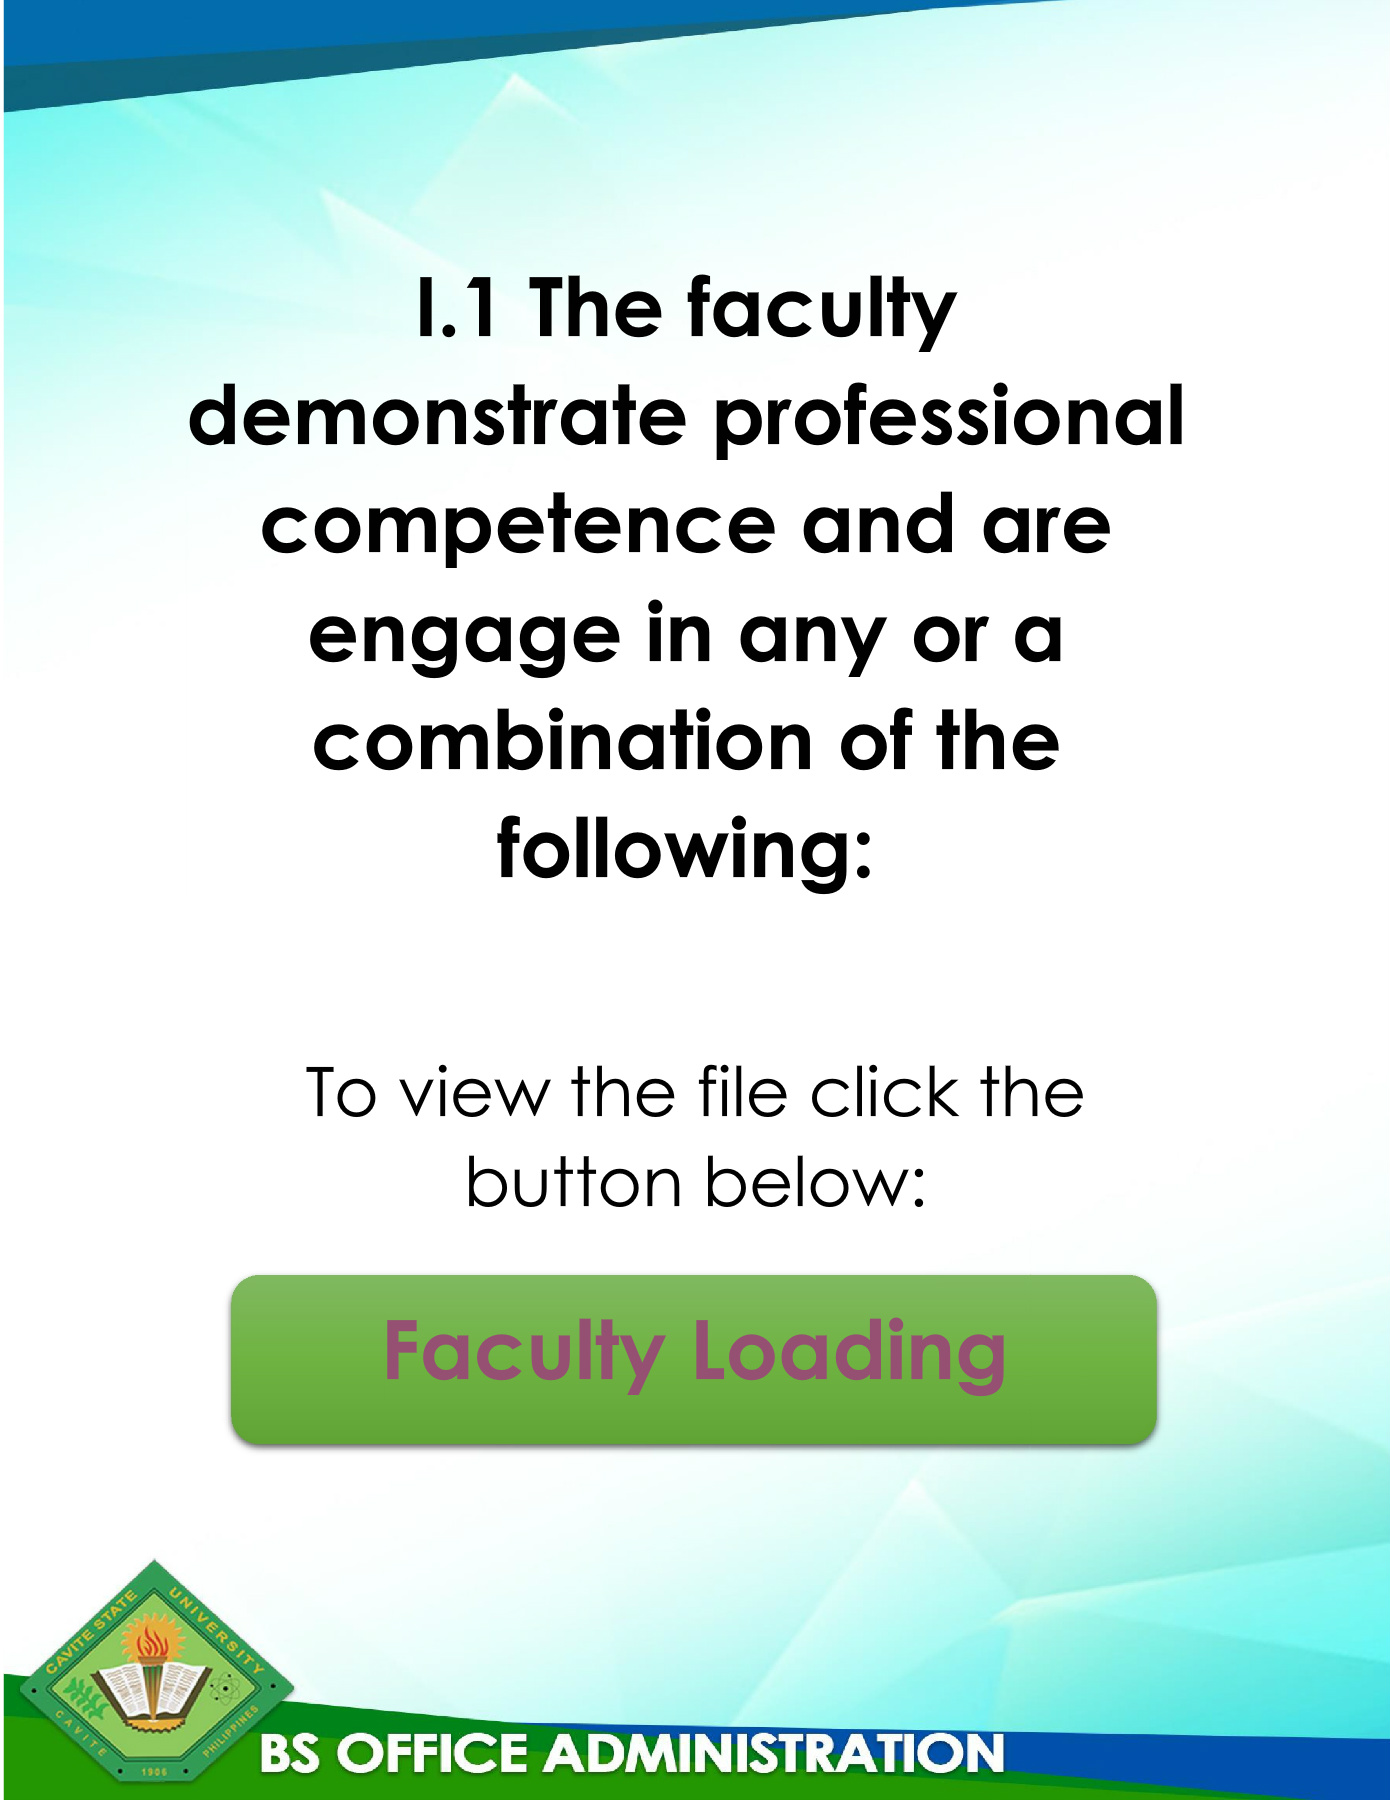 I.1 The faculty
demonstrate professional
competence and are
engage in any or a
combination of the
following:
To view the file click the
button below:
Faculty Loading
CAVITE STATE UNIVERSITY
CAVITE PHILIPPINES
1906
BS OFFICE ADMINISTRATION